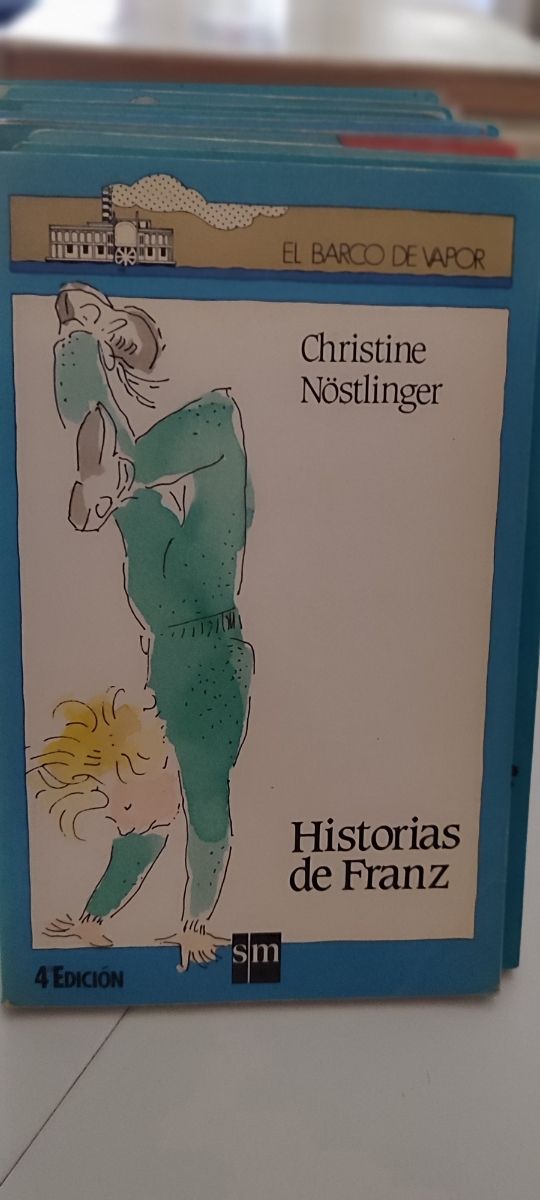 EL BARCO DE VAPOR
Christine
Nöstlinger
Historias
de Franz
sm
4 EDICIÓN